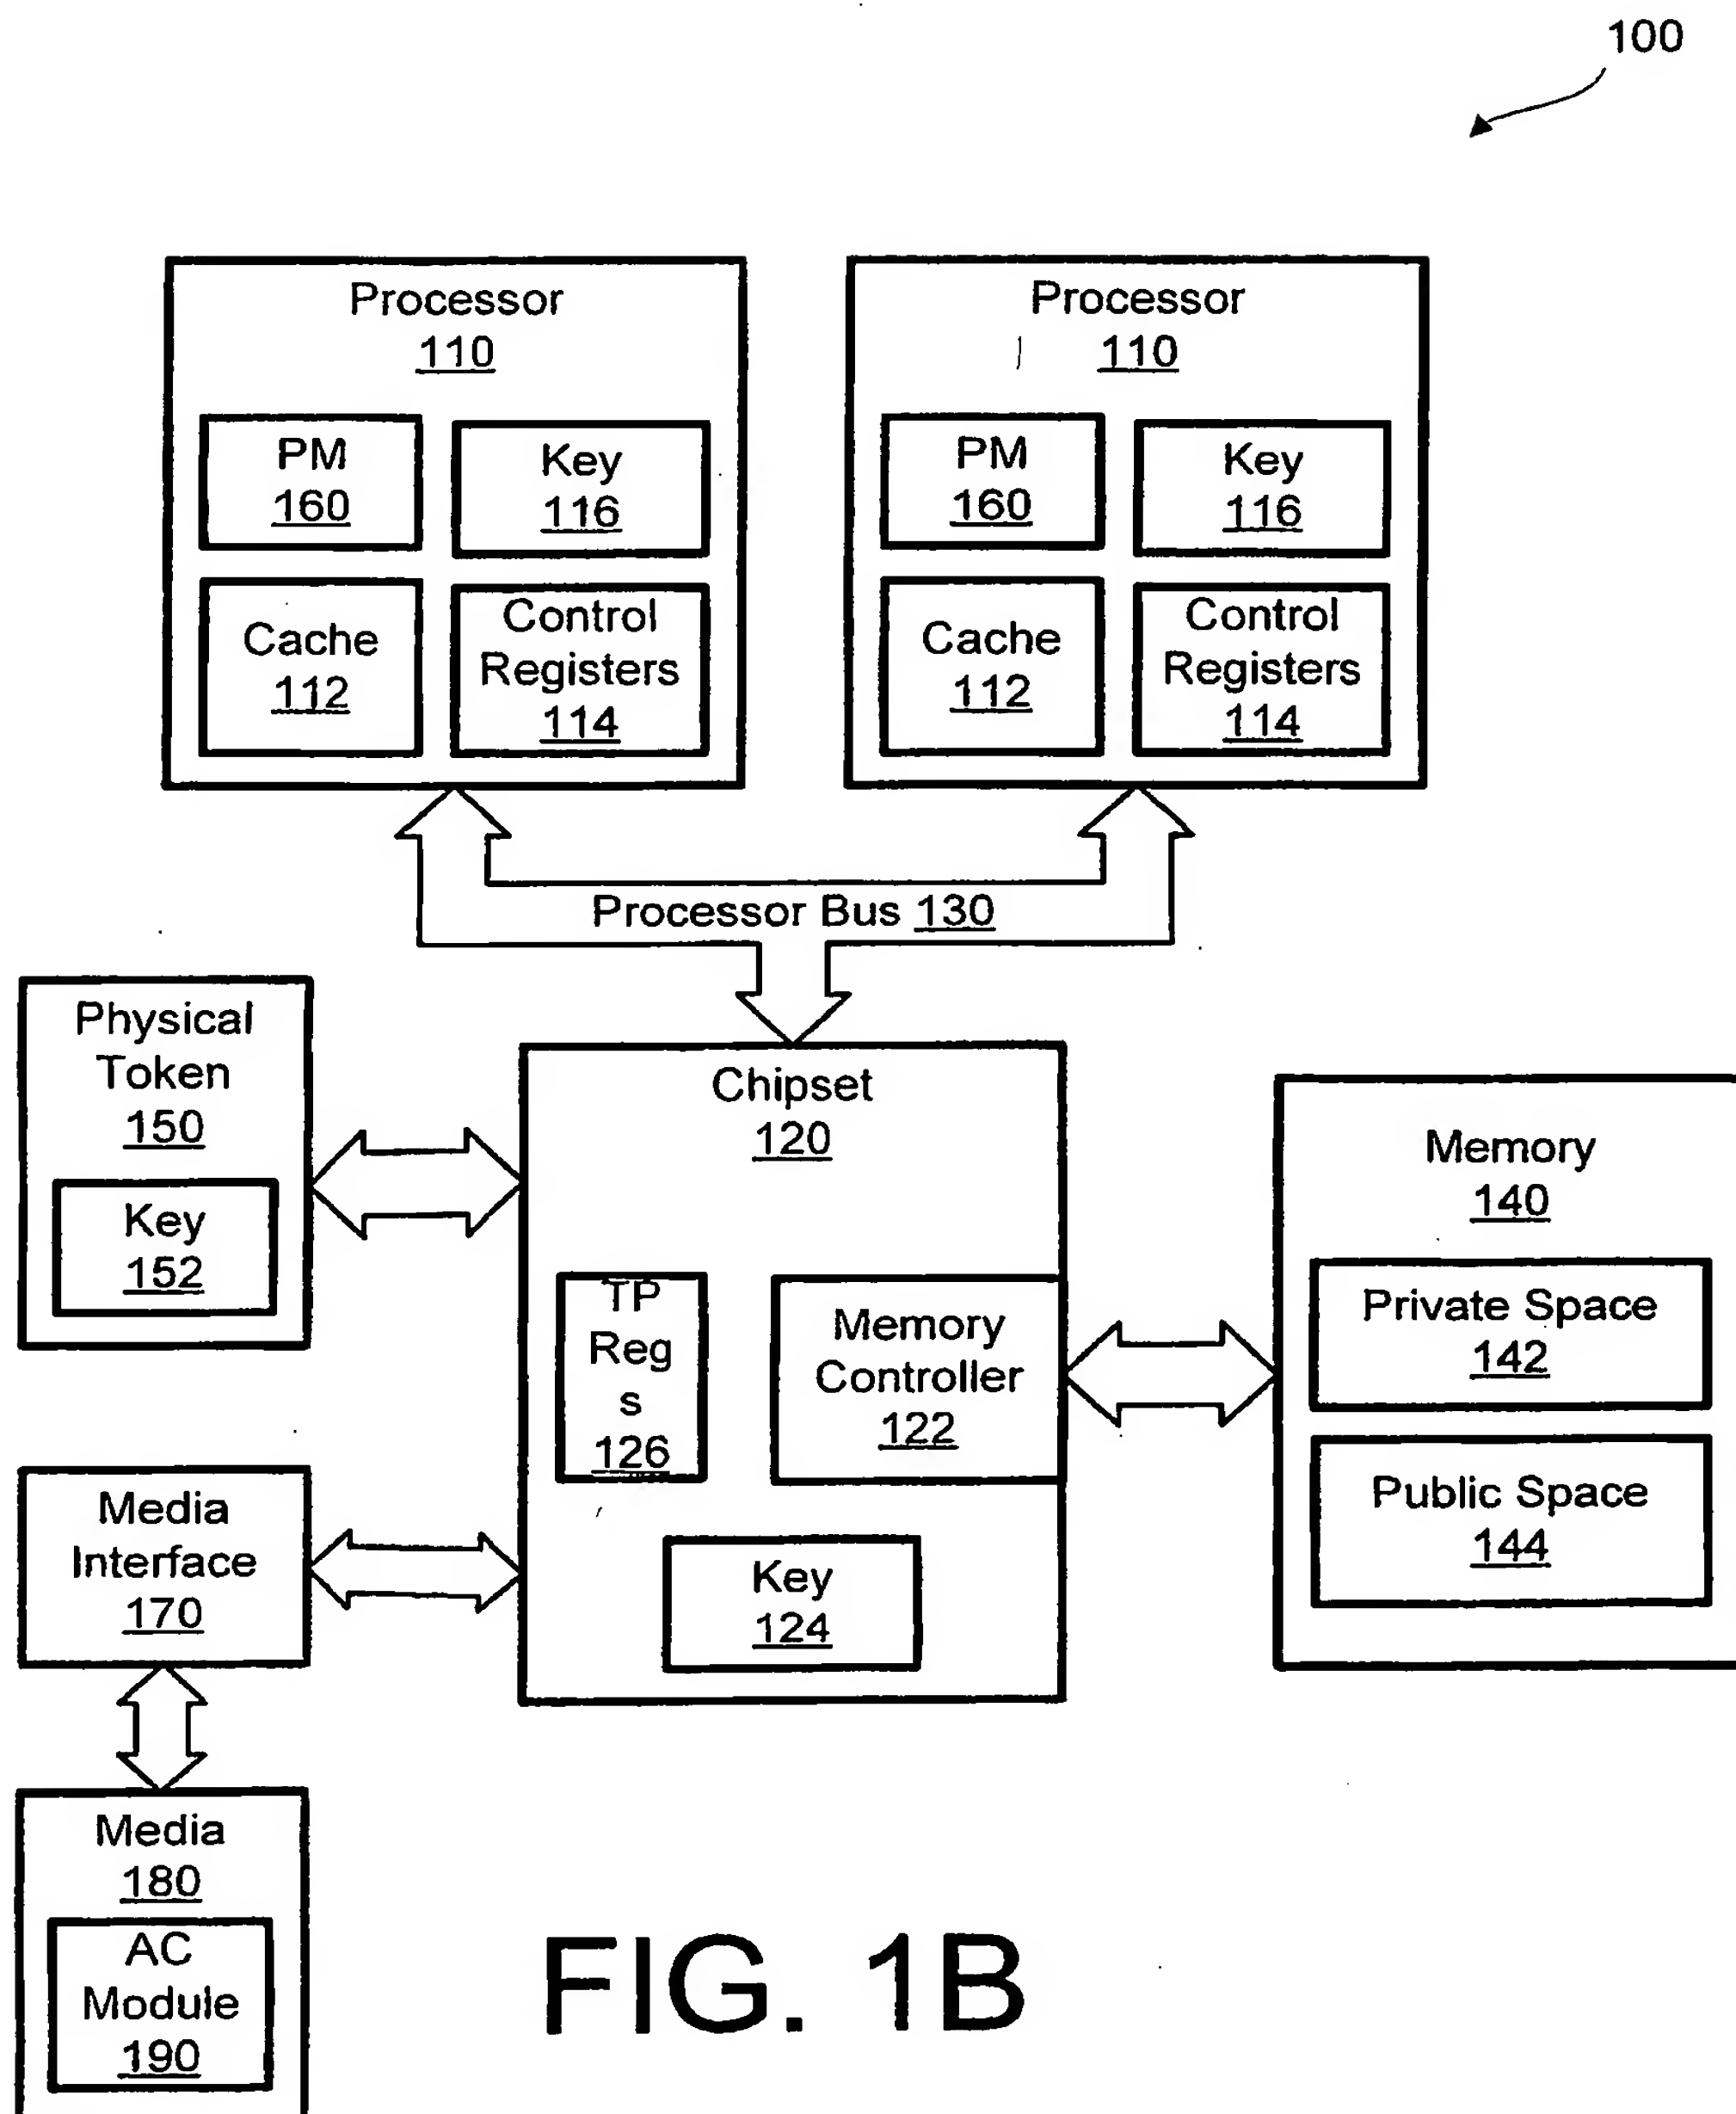 100
Processor
110
PM
160
Key
116
Cache
112
Control
Registers
114
Processor
110
PM
160
Key
116
Cache
112
Control
Registers
114
Processor Bus 130
Physical
Token
150
Key
152
Chipset
120
TP
Reg
s
126
Memory
Controller
122
Key
124
Memory
140
Private Space
142
Public Space
144
Media
Interface
170
Media
180
AC
Module
190
FIG. 1B